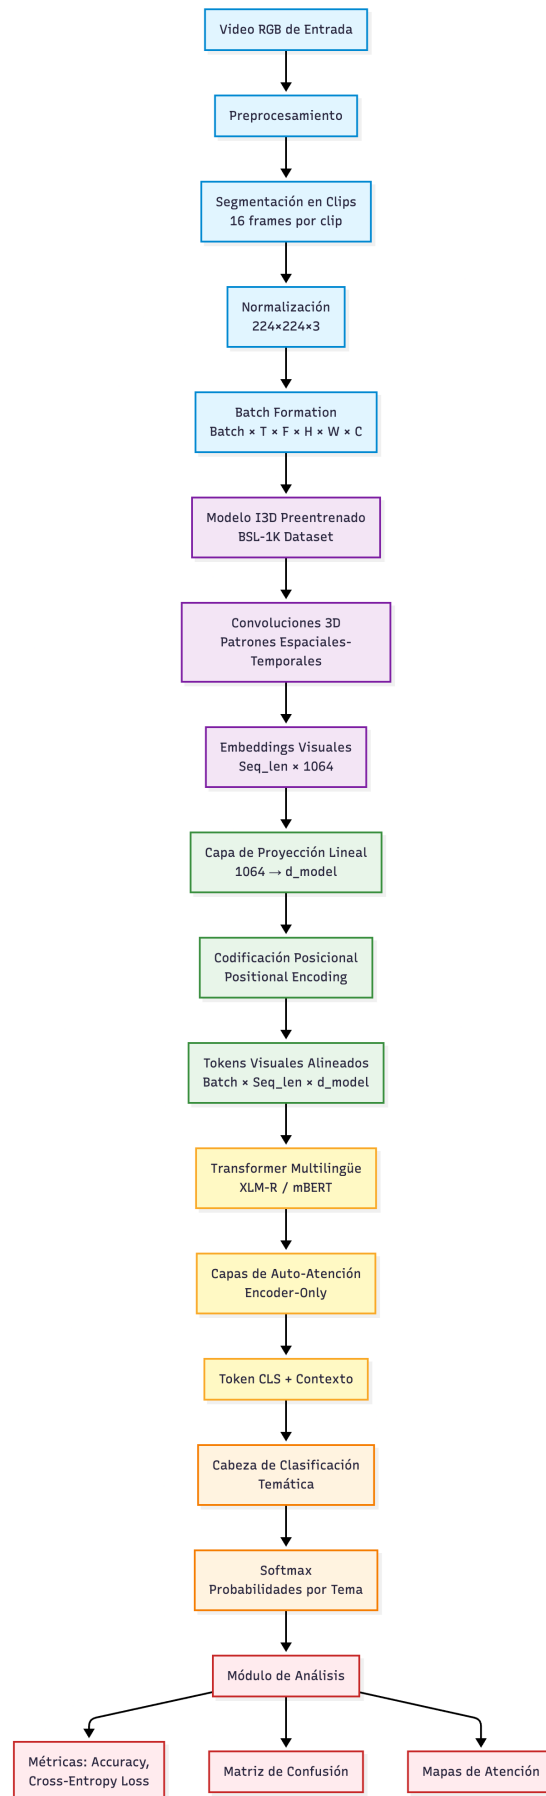 Video RGB de Entrada
Preprocesamiento
Segmentación en Clips
16 frames por clip
Normalización
224×224×3
Batch Formation
Batch × T × F × H × W × C
Modelo I3D Preentrenado
BSL-1K Dataset
Convoluciones 3D
Patrones Espaciales-
Temporales
Embeddings Visuales
Seq_len × 1064
Capa de Proyección Lineal
1064 → d_model
Codificación Posicional
Positional Encoding
Tokens Visuales Alineados
Batch × Seq_len × d_model
Transformer Multilingüe
XLM-R / mBERT
Capas de Auto-Atención
Encoder-Only
Token CLS + Contexto
Cabeza de Clasificación
Temática
Softmax
Probabilidades por Tema
Módulo de Análisis
Métricas: Accuracy,
Cross-Entropy Loss
Matriz de Confusión
Mapas de Atención